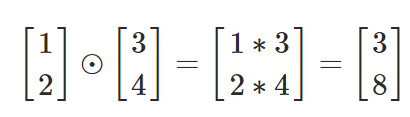 [1 2] ⊙ [3 4] = [1 * 3 2 * 4] = [3 8]